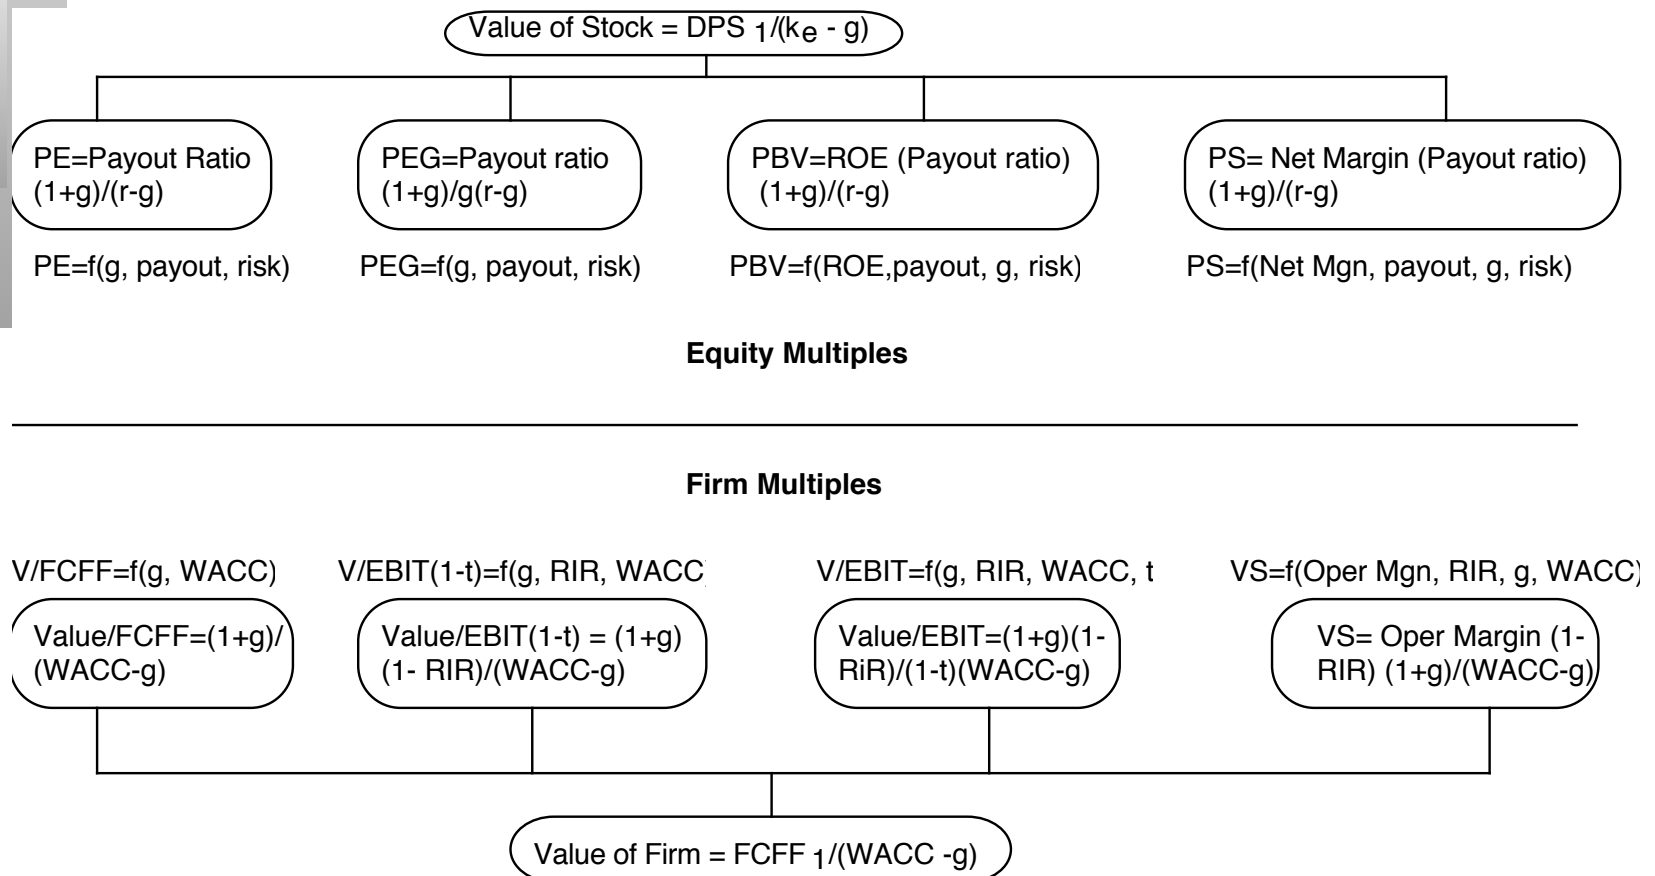 Value of Stock = DPS 1/(ke - g)
PE=Payout Ratio
(1+g)/(r-g)
PEG=Payout ratio
(1+g)/g(r-g)
PBV=ROE (Payout ratio)
(1+g)/(r-g)
PS= Net Margin (Payout ratio)
(1+g)/(r-g)
PE=f(g, payout, risk)
PEG=f(g, payout, risk)
PBV=f(ROE,payout, g, risk)
PS=f(Net Mgn, payout, g, risk)
Equity Multiples
Firm Multiples
V/FCFF=f(g, WACC)
V/EBIT(1-t)=f(g, RIR, WACC)
V/EBIT=f(g, RIR, WACC, t
VS=f(Oper Mgn, RIR, g, WACC)
Value/FCFF=(1+g)/
(WACC-g)
Value/EBIT(1-t) = (1+g)
(1- RIR)/(WACC-g)
Value/EBIT=(1+g)(1-
RiR)/(1-t)(WACC-g)
VS= Oper Margin (1-
RIR) (1+g)/(WACC-g)
Value of Firm = FCFF 1/(WACC -g)